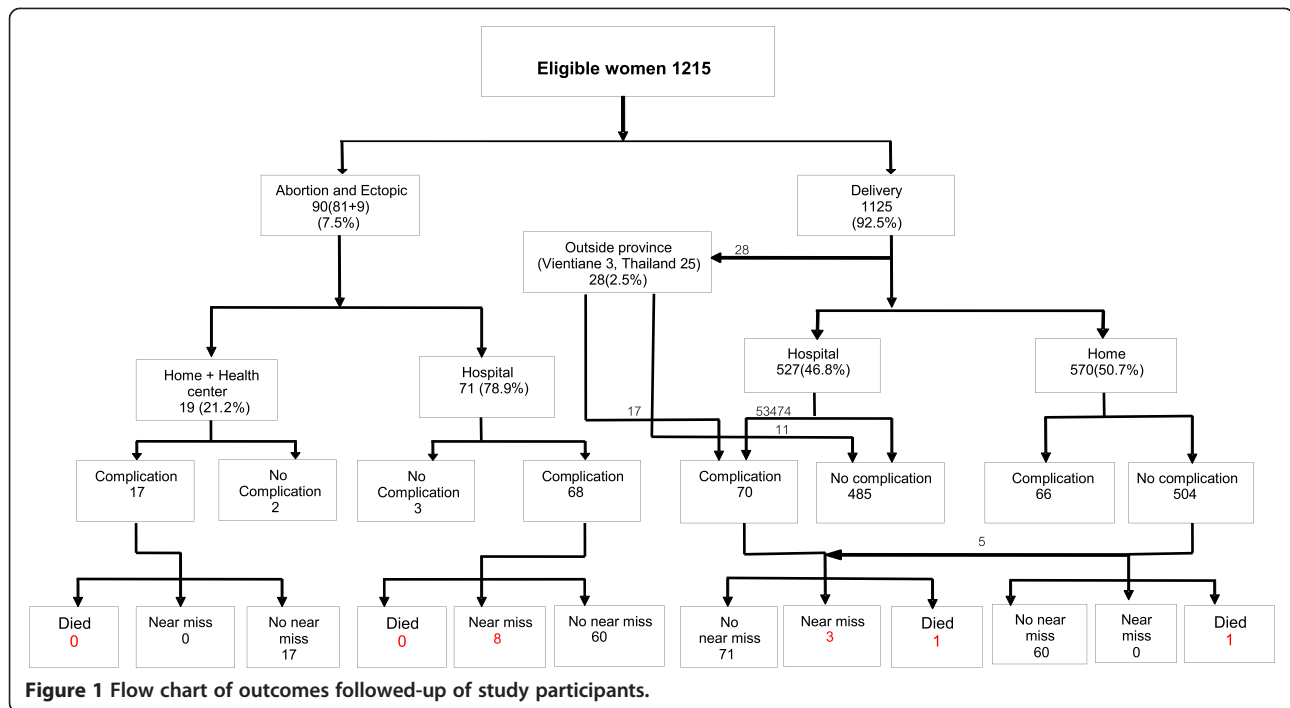 Eligible women 1215
Abortion and Ectopic
90(81+9)
(7.5%)
Delivery
1125
(92.5%)
Outside province
(Vientiane 3, Thailand 25)
28(2.5%)
28
Home + Health
center
19 (21.2%)
Hospital
71 (78.9%)
Hospital
527(46.8%)
Home
570(50.7%)
17
53474
11
Complication
17
No
Complication
2
No
Complication
3
Complication
68
Complication
70
No complication
485
Complication
66
No complication
504
5
Died
0
Near miss
0
No near
miss
17
Died
0
Near miss
8
No near miss
60
No
near miss
71
Near miss
3
Died
1
No near miss
60
Near
miss
0
Died
1
Figure 1 Flow chart of outcomes followed-up of study participants.